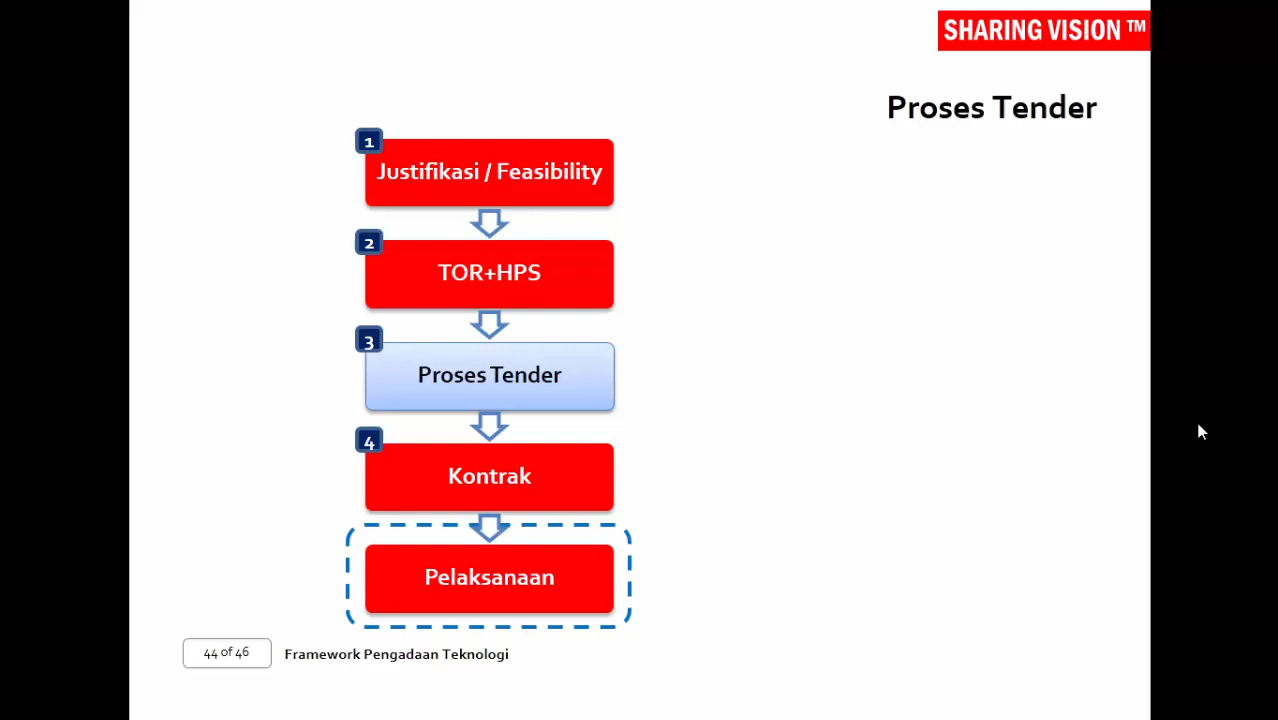 SHARING VISION ™
Proses Tender
1
Justifikasi / Feasibility
2
TOR+HPS
3
Proses Tender
4
Kontrak
Pelaksanaan
44 of 46
Framework Pengadaan Teknologi